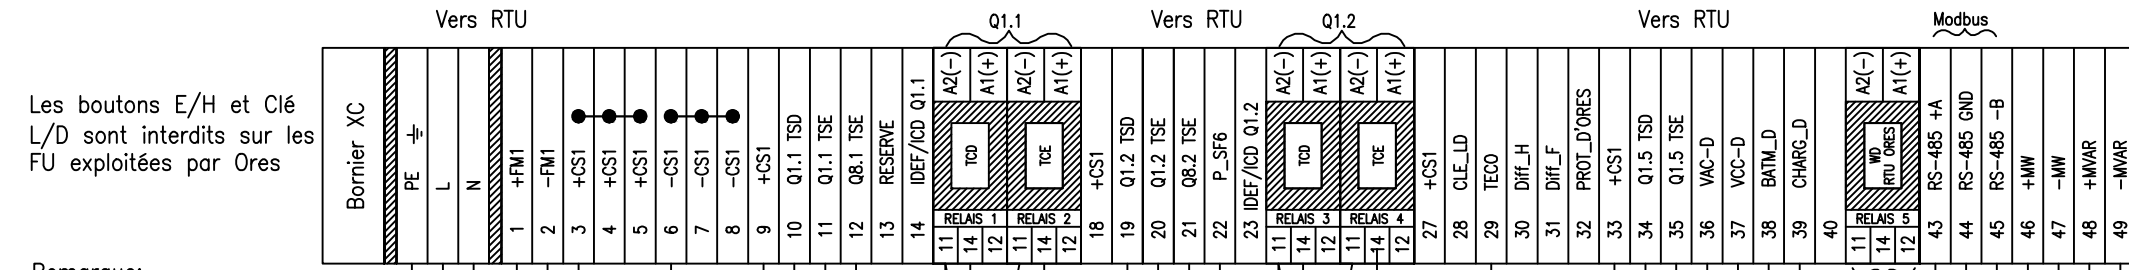 Vers RTU
Q1.1
Vers RTU
Q1.2
Vers RTU
Modbus
Les boutons E/H et Clé
L/D sont interdits sur les
FU exploitées par Ores
Bornier XC
PE
L
N
1 +FM1
2 -FM1
3 +CS1
4 +CS1
5 +CS1
6 -CS1
7 -CS1
8 -CS1
9 +CS1
10 Q1.1 TSD
11 Q1.1 TSE
12 Q8.1 TSE
13 RESERVE
14 IDEF/ICD Q1.1
A2(-) A1(+)
TCD
RELAIS 1
11 14 12
A2(-) A1(+)
TCE
RELAIS 2
11 14 12
18 +CS1
19 Q1.2 TSD
20 Q1.2 TSE
21 Q8.2 TSE
22 P_SF6
23 IDEF/ICD Q1.2
A2(-) A1(+)
TCD
RELAIS 3
11 14 12
A2(-) A1(+)
TCE
RELAIS 4
11 14 12
27 +CS1
28 CLE_LD
29 TECO
30 Diff_H
31 Diff_F
32 PROT_D'ORES
33 +CS1
34 Q1.5 TSD
35 Q1.5 TSE
36 VAC-D
37 VCC-D
38 BATM_D
39 CHARG_D
40
A2(-) A1(+)
WD
RTU ORES
RELAIS 5
11 14 12
43 RS-485 +A
44 RS-485 GND
45 RS-485 -B
46 +MW
47 -MW
48 +MVAR
49 -MVAR